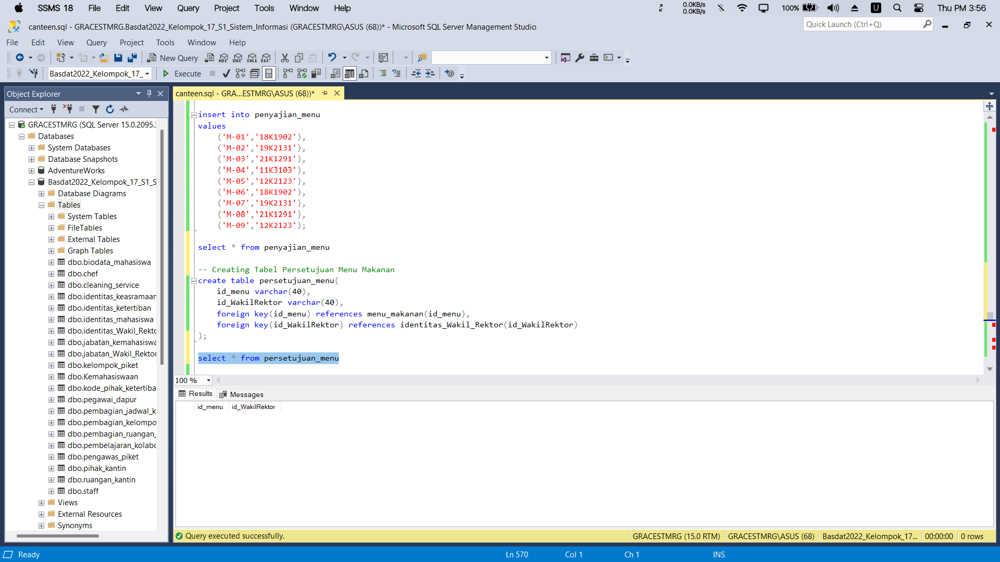 SSMS 18 File Edit View Query Project Tools Window Help 0.0KB/s 0.0KB/s 100% U Thu PM 3:56
canteen.sql - GRACESTMRG.Basdat2022_Kelompok_17_S1_Sistem_Informasi (GRACESTMRG\ASUS (68))* - Microsoft SQL Server Management Studio
Quick Launch (Ctrl+Q)
File Edit View Query Project Tools Window Help
New Query MDX DMX XMLA DAX
Basdat2022_Kelompok_17_ Execute
Object Explorer
Connect
GRACESTMRG (SQL Server 15.0.2095.3
Databases
System Databases
Database Snapshots
AdventureWorks
Basdat2022_Kelompok_17_S1_S
Database Diagrams
Tables
System Tables
FileTables
External Tables
Graph Tables
dbo.biodata_mahasiswa
dbo.chef
dbo.cleaning_service
dbo.identitas_keasramaan
dbo.identitas_ketertiban
dbo.identitas_mahasiswa
dbo.identitas_Wakil_Rekto
dbo.jabatan_kemahasiswa
dbo.jabatan_Wakil_Rektor
dbo.kelompok_piket
dbo.Kemahasiswaan
dbo.kode_pihak_ketertiba
dbo.pegawai_dapur
dbo.pembagian_jadwal_k
dbo.pembagian_kelompo
dbo.pembagian_ruangan_
dbo.pembelajaran_kolabo
dbo.pengawas_piket
dbo.pihak_kantin
dbo.ruangan_kantin
dbo.staff
Views
External Resources
Synonyms
canteen.sql - GRA...ESTMRG\ASUS (68))*
insert into penyajian_menu
values
('M-01','18K1902'),
('M-02','19K2131'),
('M-03','21K1291'),
('M-04','11K3103'),
('M-05','12K2123'),
('M-06','18K1902'),
('M-07','19K2131'),
('M-08','21K1291'),
('M-09','12K2123');
select * from penyajian_menu
-- Creating Tabel Persetujuan Menu Makanan
create table persetujuan_menu(
id_menu varchar(40),
id_WakilRektor varchar(40),
foreign key(id_menu) references menu_makanan(id_menu),
foreign key(id_WakilRektor) references identitas_Wakil_Rektor(id_WakilRektor)
);
select * from persetujuan_menu
100 %
Results Messages
id_menu id_WakilRektor
Query executed successfully. GRACESTMRG (15.0 RTM) GRACESTMRG\ASUS (68) Basdat2022_Kelompok_17... 00:00:00 0 rows
Ready Ln 570 Col 1 Ch 1 INS